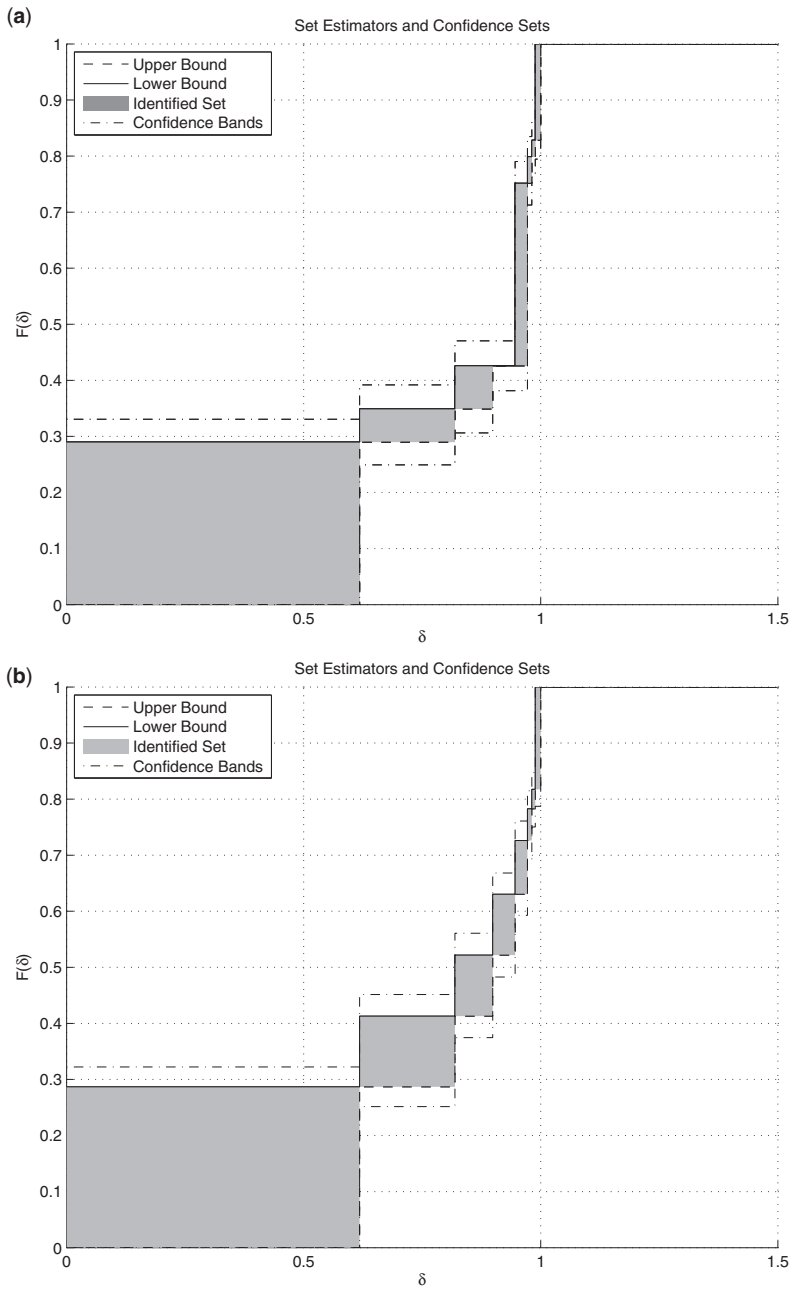 (a)
Set Estimators and Confidence Sets
Upper Bound
Lower Bound
Identified Set
Confidence Bands
1
0.9
0.8
0.7
0.6
0.5
0.4
0.3
0.2
0.1
0
F(δ)
0
0.5
1
1.5
δ
(b)
Set Estimators and Confidence Sets
Upper Bound
Lower Bound
Identified Set
Confidence Bands
1
0.9
0.8
0.7
0.6
0.5
0.4
0.3
0.2
0.1
0
F(δ)
0
0.5
1
1.5
δ